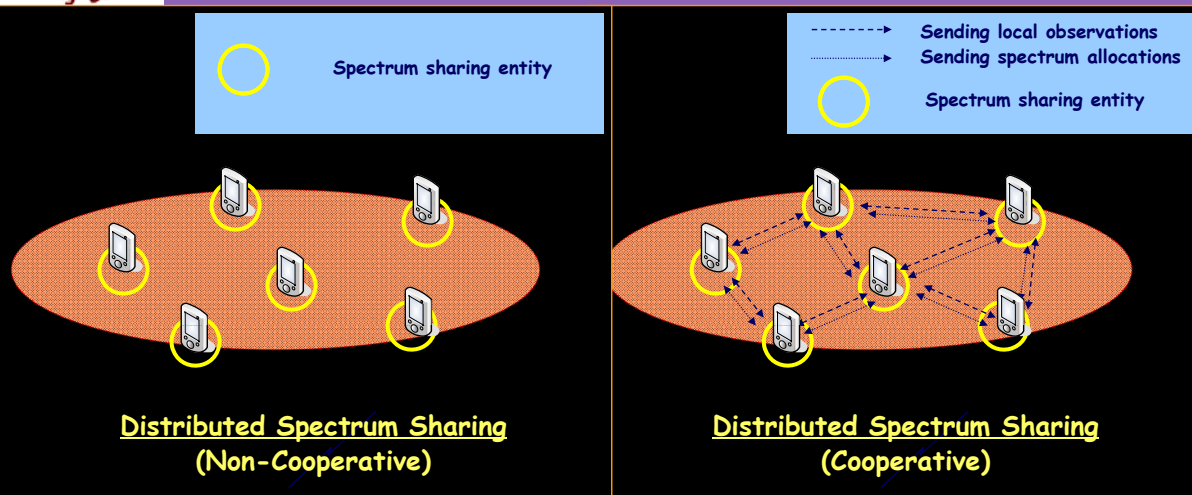 Spectrum sharing entity
Distributed Spectrum Sharing
(Non-Cooperative)
Sending local observations
Sending spectrum allocations
Spectrum sharing entity
Distributed Spectrum Sharing
(Cooperative)